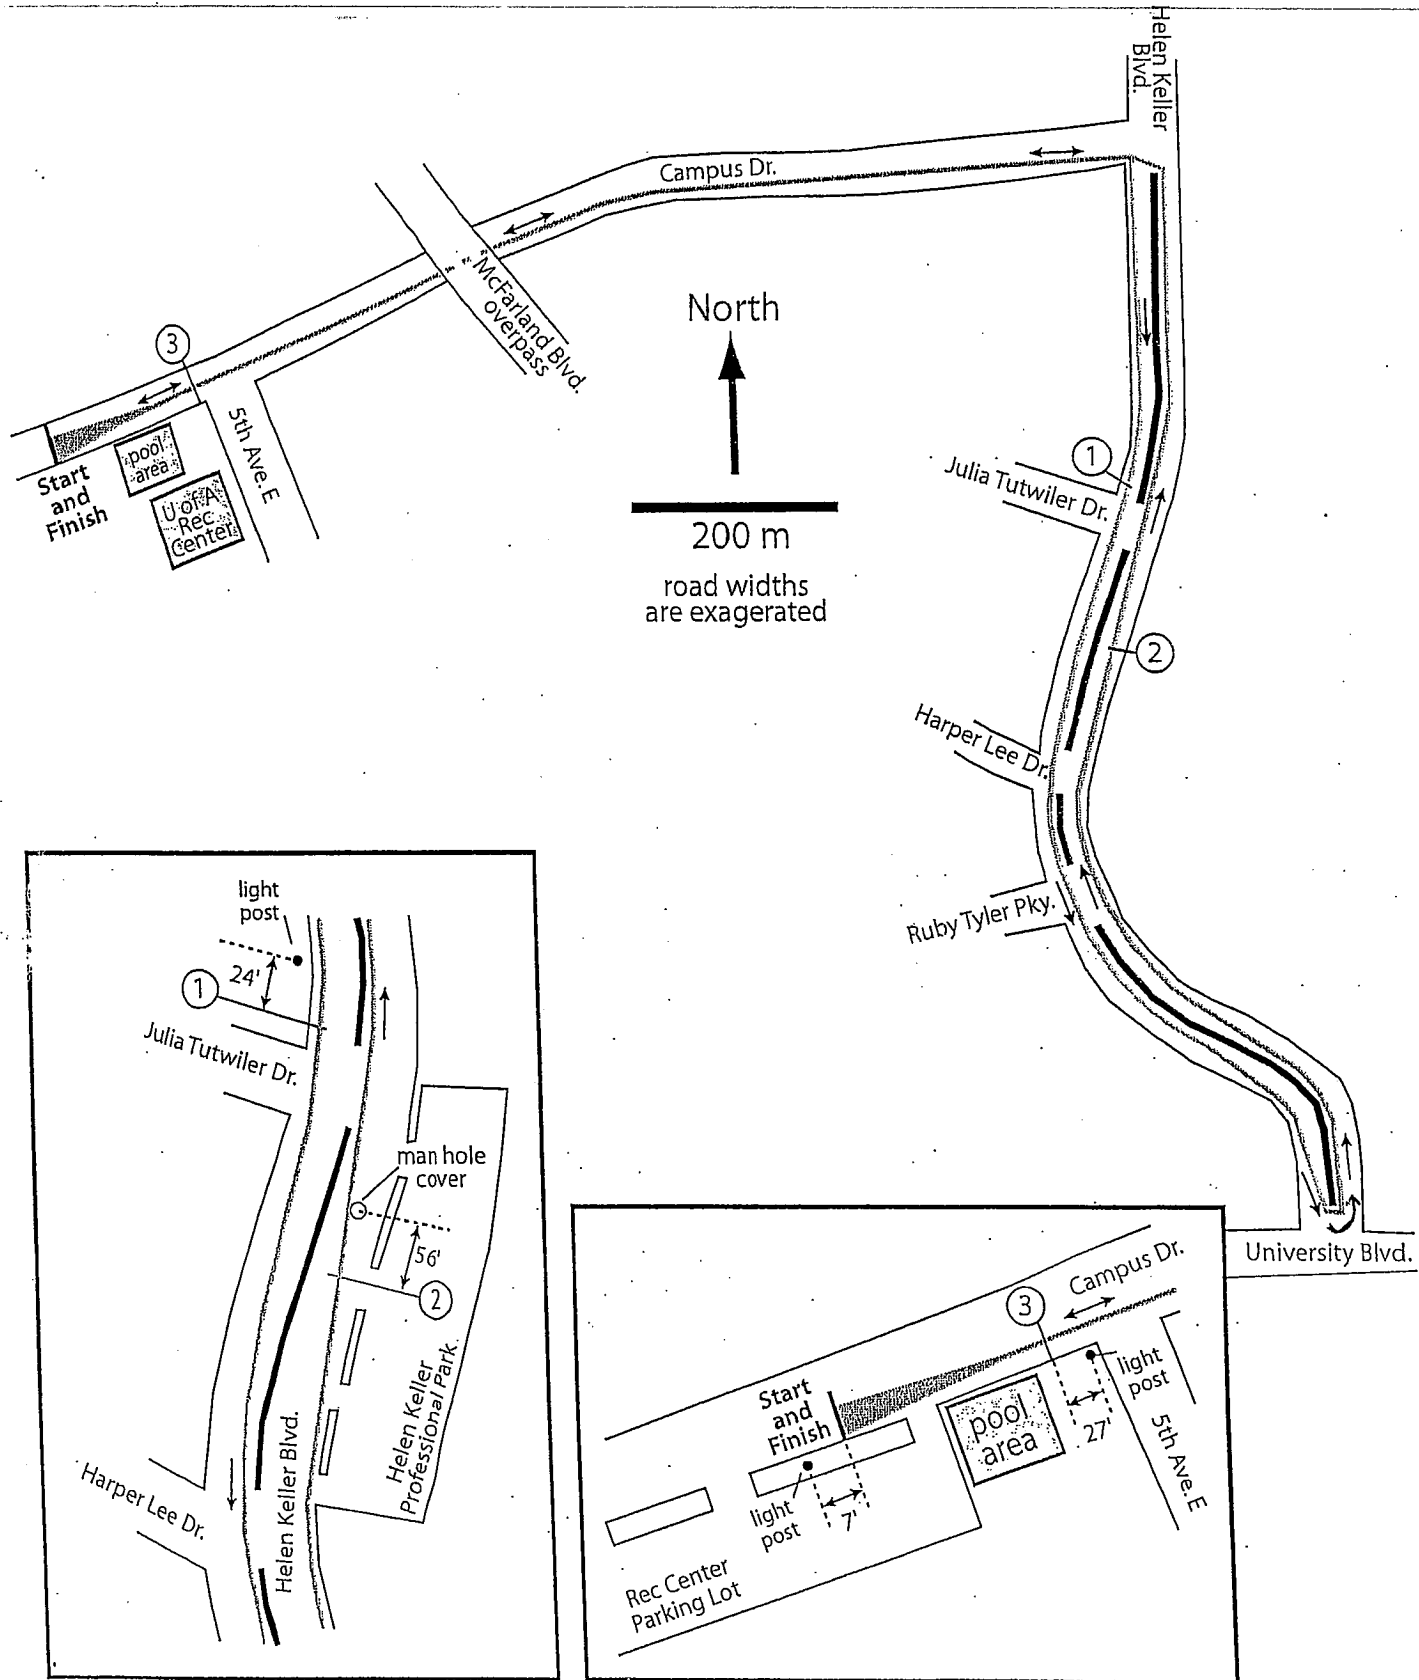 Helen Keller
Blvd.
Campus Dr.
McFarland Blvd.
overpass
North
200 m
road widths
are exagerated
3
5th Ave.E
pool
area
U of A
Rec
Center
Start
and
Finish
1
Julia Tutwiler Dr.
2
Harper Lee Dr.
Ruby Tyler Pky.
University Blvd.
light
post
24'
1
Julia Tutwiler Dr.
man hole
cover
56'
2
Helen Keller
Professional Park
Helen Keller Blvd.
Harper Lee Dr.
Campus Dr.
3
light
post
Start
and
Finish
pool
area
27'
5th Ave.E
light
post
7'
Rec Center
Parking Lot